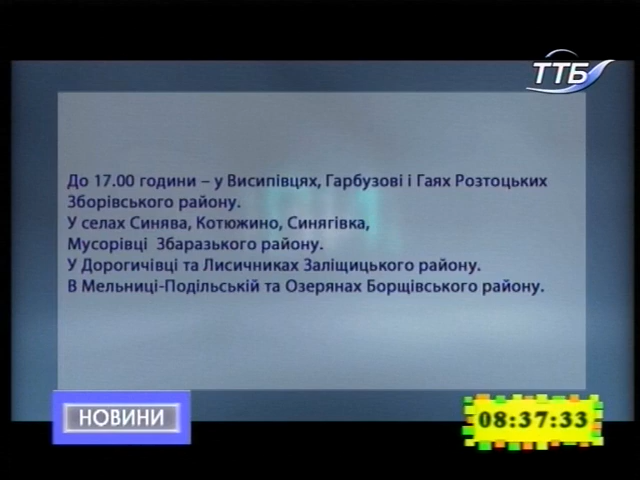 ТТБ
До 17.00 години – у Висипівцях, Гарбузові і Гаях Розтоцьких
Зборівського району.
У селах Синява, Котюжино, Синягівка,
Мусорівці Збаразького району.
У Дорогичівці та Лисичниках Заліщицького району.
В Мельниці-Подільській та Озерянах Борщівського району.
НОВИНИ
08:37:33